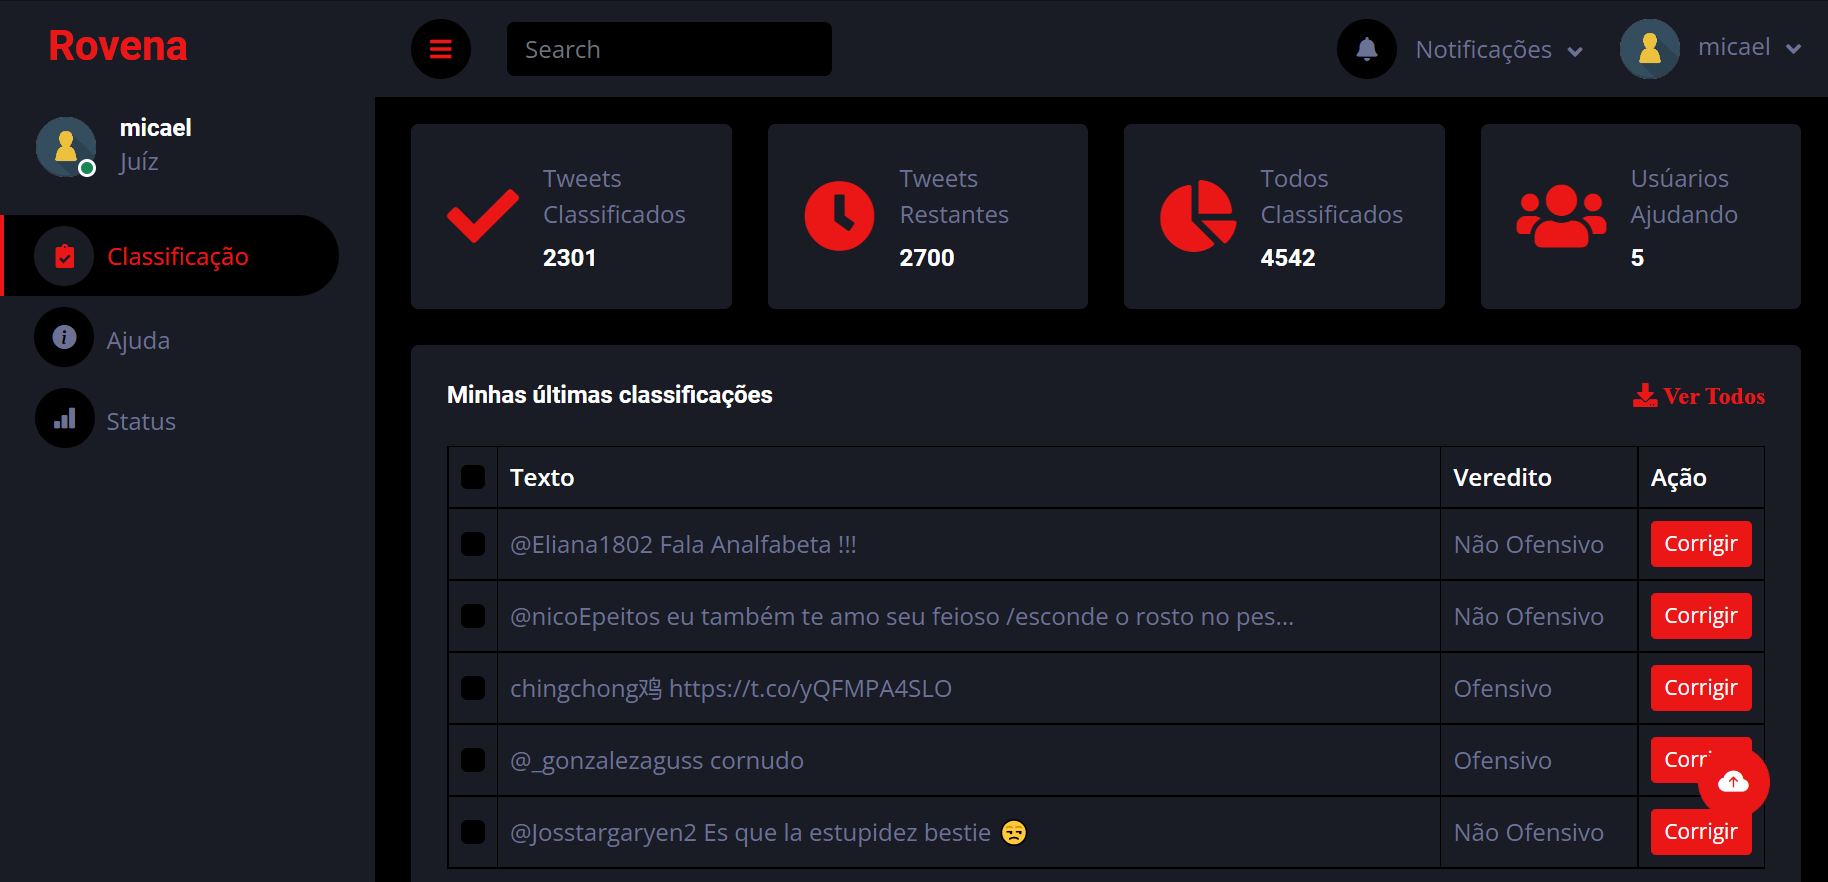 Rovena
Search
Notificações
micael
micael
Juíz
Classificação
Ajuda
Status
Tweets
Classificados
2301
Tweets
Restantes
2700
Todos
Classificados
4542
Usúarios
Ajudando
5
Minhas últimas classificações
Ver Todos
Texto Veredito Ação
@Eliana1802 Fala Analfabeta !!! Não Ofensivo Corrigir
@nicoEpeitos eu também te amo seu feioso /esconde o rosto no pes... Não Ofensivo Corrigir
chingchong鸡 https://t.co/yQFMPA4SLO Ofensivo Corrigir
@_gonzalezaguss cornudo Ofensivo Corri
@Josstargaryen2 Es que la estupidez bestie 😒 Não Ofensivo Corrigir